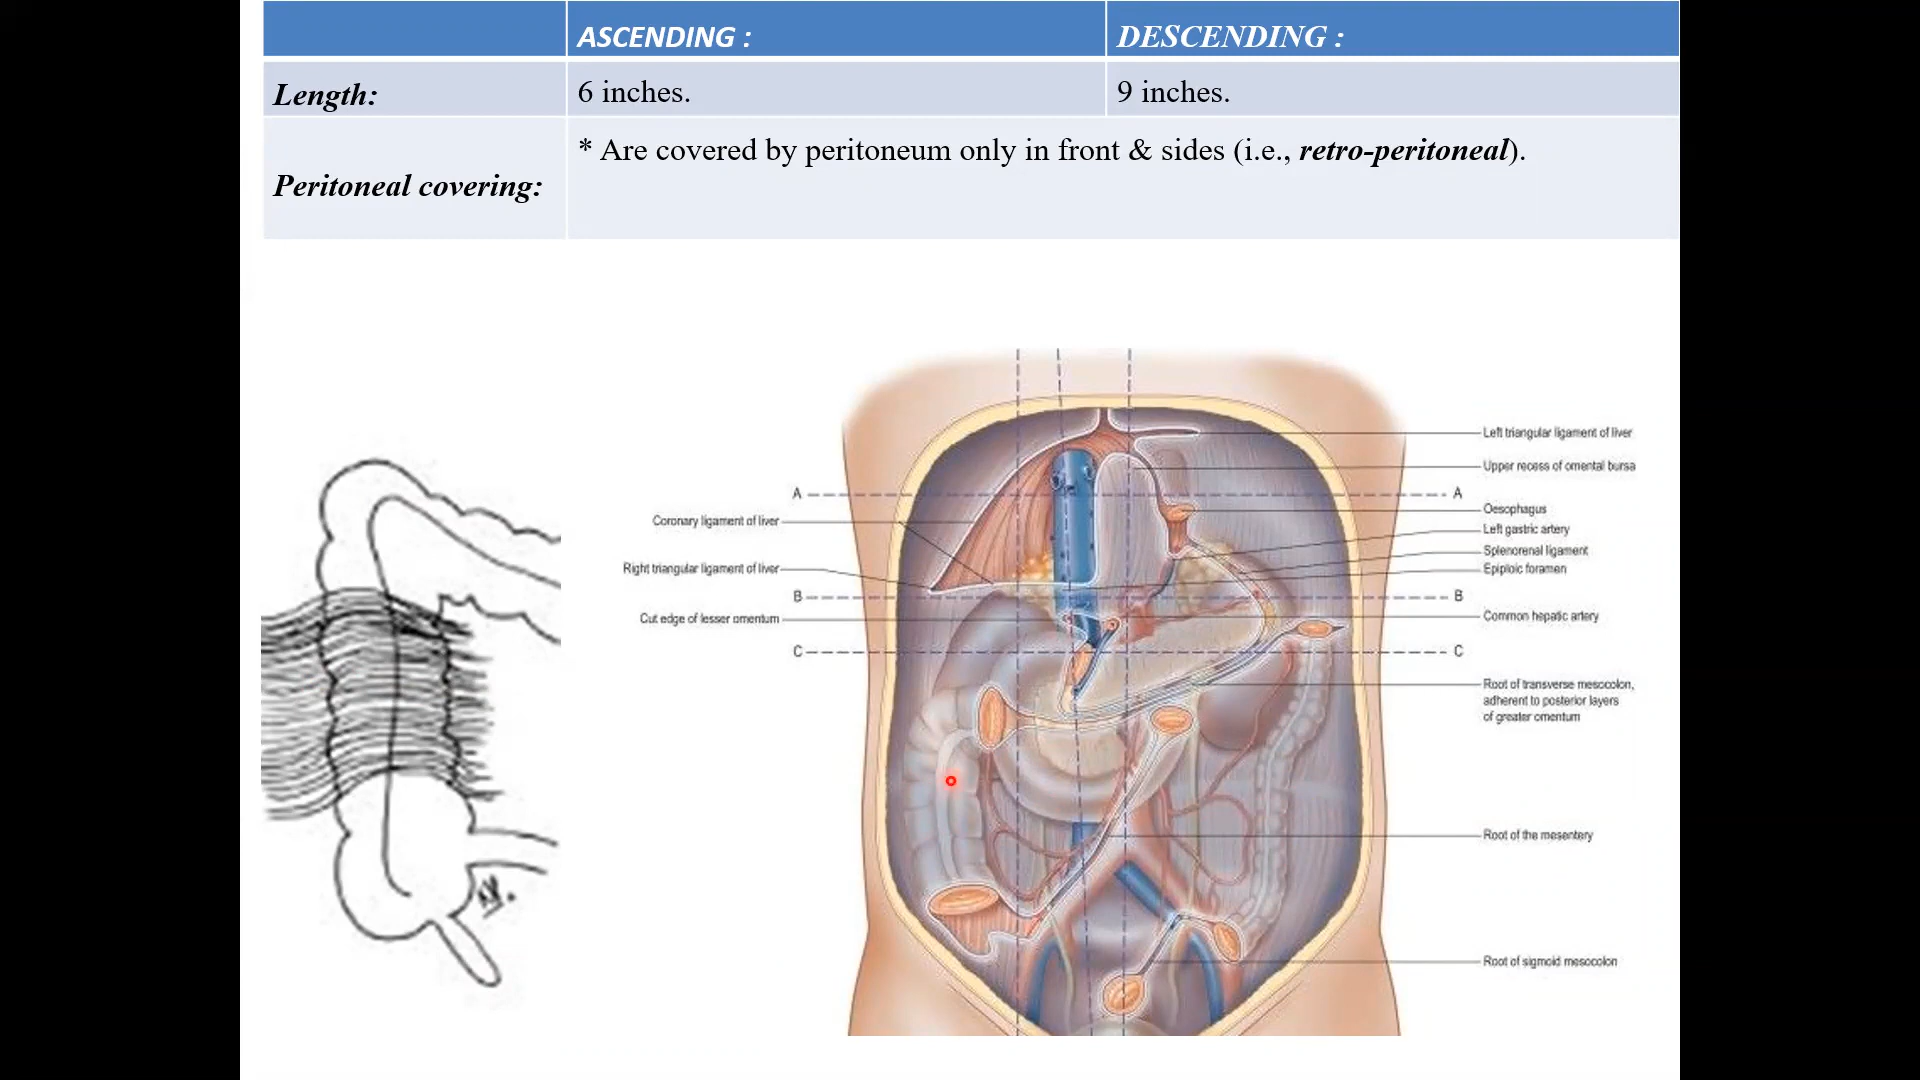 ASCENDING :
DESCENDING :
Length:
6 inches.
9 inches.
Peritoneal covering:
* Are covered by peritoneum only in front & sides (i.e., retro-peritoneal).
Left triangular ligament of liver
Upper recess of omental bursa
A
A
Coronary ligament of liver
Oesophagus
Left gastric artery
Splenorenal ligament
Right triangular ligament of liver
Epiploic foramen
B
B
Cut edge of lesser omentum
Common hepatic artery
C
C
Root of transverse mesocolon,
adherent to posterior layers
of greater omentum
Root of the mesentery
Root of sigmoid mesocolon